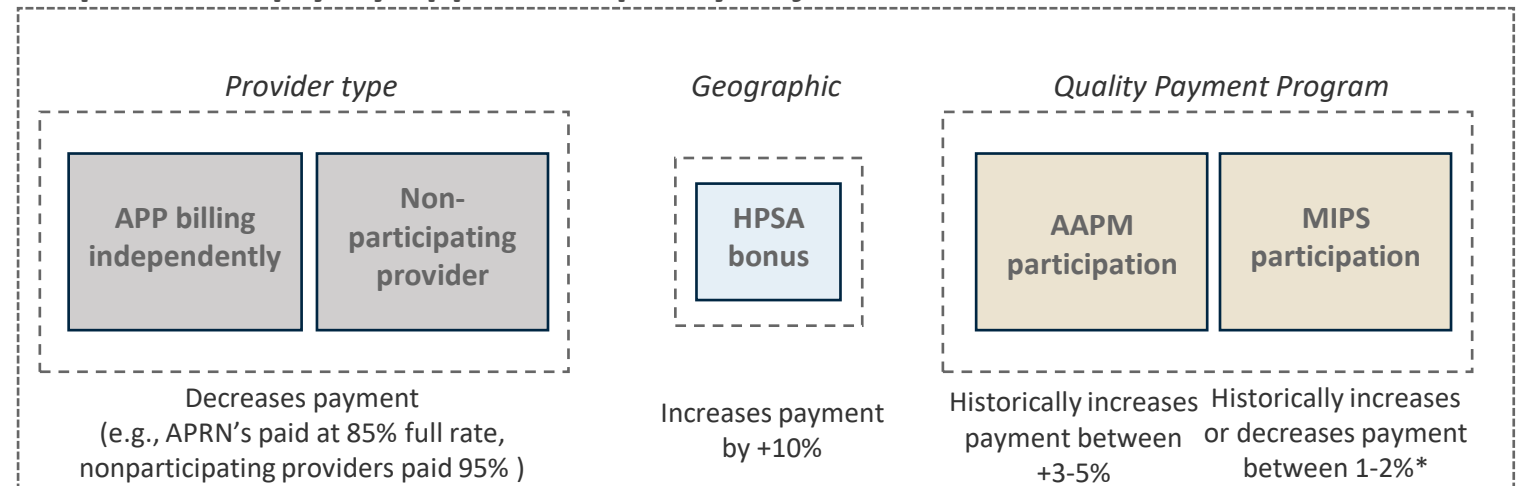 Provider type
Geographic
Quality Payment Program
APP billing
independently
Non-
participating
provider
HPSA
bonus
AAPM
participation
MIPS
participation
Decreases payment
(e.g., APRN's paid at 85% full rate,
nonparticipating providers paid 95% )
Increases payment
by +10%
Historically increases
payment between
+3-5%
Historically increases
or decreases payment
between 1-2%*